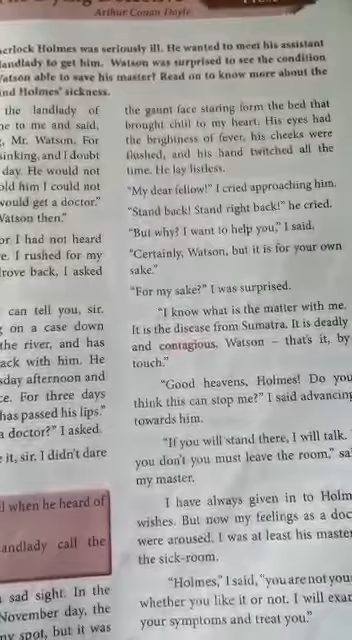 Dying Detective
Arthur Conan Doyle
Sherlock Holmes was seriously ill. He wanted to meet his assistant
landlady to get him. Watson was surprised to see the condition
Watson able to save his master? Read on to know more about the
and Holmes' sickness.
the landlady of
to me and said,
, Mr. Watson. For
sinking, and I doubt
day. He would not
told him I could not
would get a doctor."
Watson then."
or I had not heard
e. I rushed for my
drove back, I asked
can tell you, sir.
on a case down
the river, and has
back with him. He
sday afternoon and
ce. For three days
has passed his lips."
a doctor?" I asked.
e it, sir. I didn't dare
d when he heard of
landlady call the
sad sight. In the
November day, the
my spot, but it was
the gaunt face staring form the bed that
brought chill to my heart. His eyes had
the brightness of fever, his cheeks were
flushed, and his hand twitched all the
time. He lay listless.
"My dear fellow!" I cried approaching him.
"Stand back! Stand right back!" he cried.
"But why? I want to help you," I said.
"Certainly, Watson, but it is for your own
sake."
"For my sake?" I was surprised.
"I know what is the matter with me.
It is the disease from Sumatra. It is deadly
and contagious, Watson – that's it, by
touch."
"Good heavens, Holmes! Do you
think this can stop me?" I said advancing
towards him.
"If you will stand there, I will talk.
you don't you must leave the room," sa
my master.
I have always given in to Holm
wishes. But now my feelings as a doc
were aroused. I was at least his maste
the sick-room.
"Holmes," I said, "you are not you
whether you like it or not. I will exa
your symptoms and treat you."